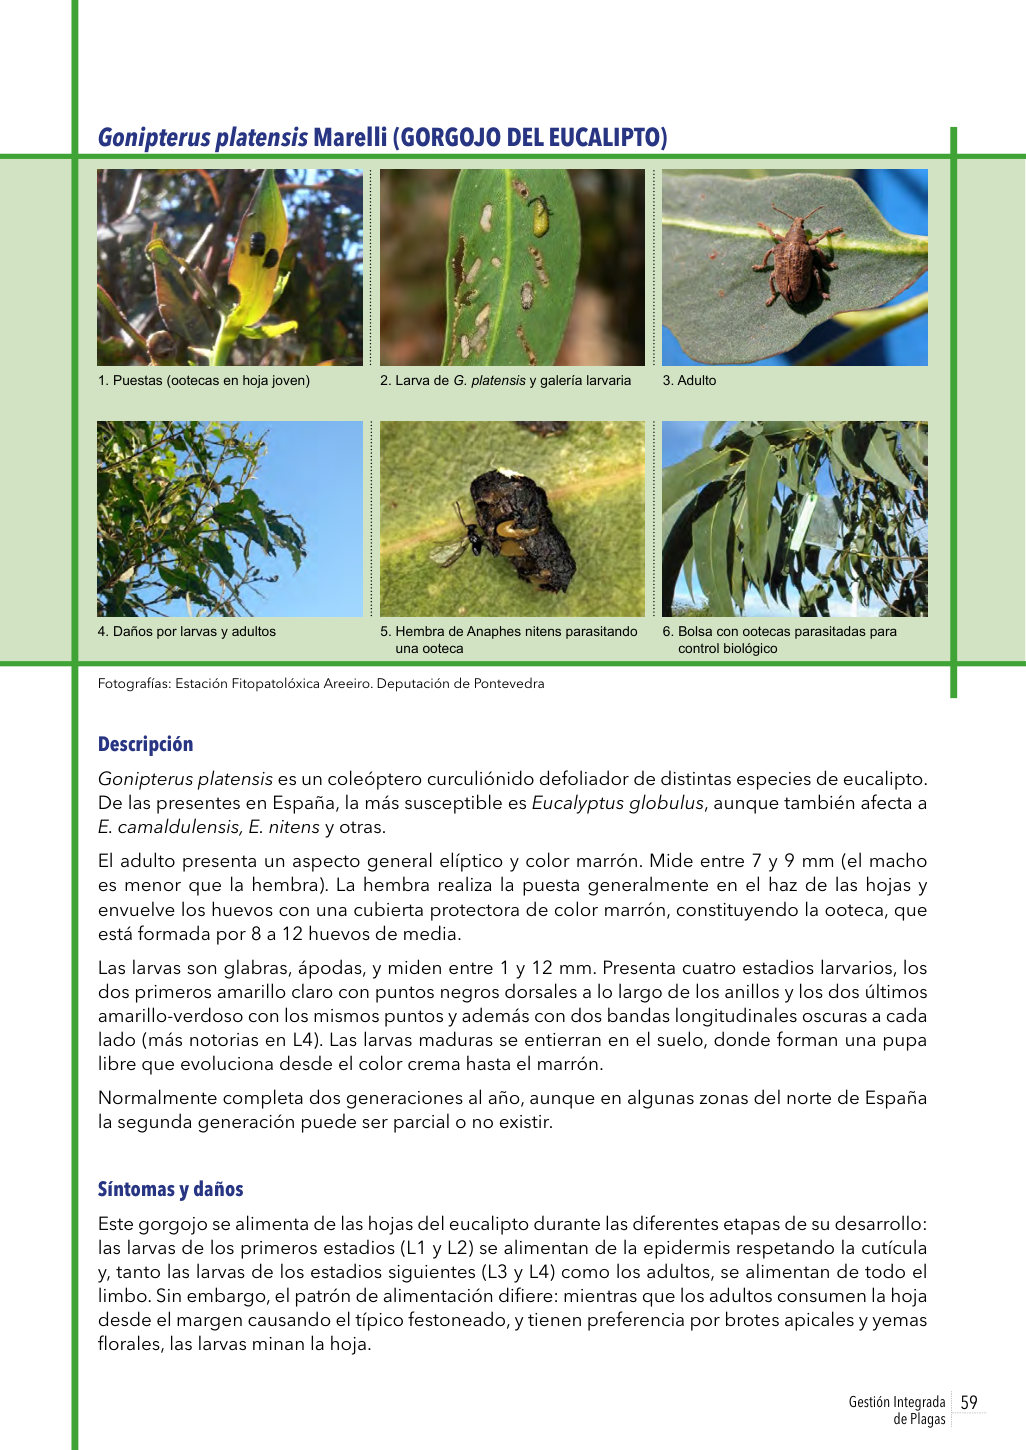 Gonipterus platensis Marelli (GORGOJO DEL EUCALIPTO)
1. Puestas (ootecas en hoja joven)
2. Larva de G. platensis y galería larvaria
3. Adulto
4. Daños por larvas y adultos
5. Hembra de Anaphes nitens parasitando
una ooteca
6. Bolsa con ootecas parasitadas para
control biológico
Fotografías: Estación Fitopatolóxica Areeiro. Deputación de Pontevedra
Descripción
Gonipterus platensis es un coleóptero curculiónido defoliador de distintas especies de eucalipto.
De las presentes en España, la más susceptible es Eucalyptus globulus, aunque también afecta a
E. camaldulensis, E. nitens y otras.
El adulto presenta un aspecto general elíptico y color marrón. Mide entre 7 y 9 mm (el macho
es menor que la hembra). La hembra realiza la puesta generalmente en el haz de las hojas y
envuelve los huevos con una cubierta protectora de color marrón, constituyendo la ooteca, que
está formada por 8 a 12 huevos de media.
Las larvas son glabras, ápodas, y miden entre 1 y 12 mm. Presenta cuatro estadios larvarios, los
dos primeros amarillo claro con puntos negros dorsales a lo largo de los anillos y los dos últimos
amarillo-verdoso con los mismos puntos y además con dos bandas longitudinales oscuras a cada
lado (más notorias en L4). Las larvas maduras se entierran en el suelo, donde forman una pupa
libre que evoluciona desde el color crema hasta el marrón.
Normalmente completa dos generaciones al año, aunque en algunas zonas del norte de España
la segunda generación puede ser parcial o no existir.
Síntomas y daños
Este gorgojo se alimenta de las hojas del eucalipto durante las diferentes etapas de su desarrollo:
las larvas de los primeros estadios (L1 y L2) se alimentan de la epidermis respetando la cutícula
y, tanto las larvas de los estadios siguientes (L3 y L4) como los adultos, se alimentan de todo el
limbo. Sin embargo, el patrón de alimentación difiere: mientras que los adultos consumen la hoja
desde el margen causando el típico festoneado, y tienen preferencia por brotes apicales y yemas
florales, las larvas minan la hoja.
Gestión Integrada
de Plagas
59